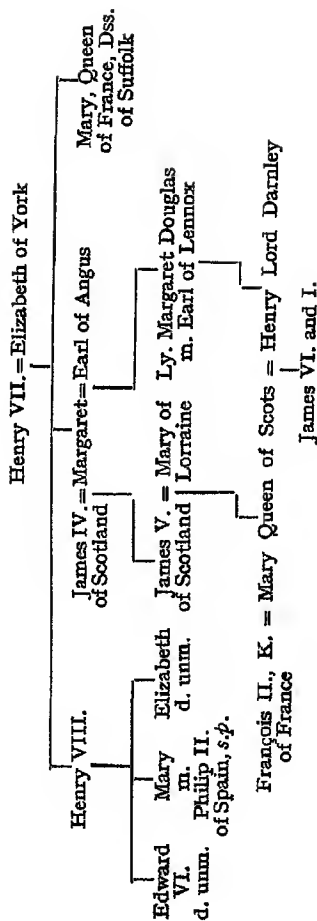 Henry VII.=Elizabeth of York
Henry VIII.
James IV.=Margaret=Earl of Angus
of Scotland
Mary, Queen
of France, Dss.
of Suffolk
Edward
VI.
d. unm.
Mary
m.
Philip II.
of Spain, s.p.
Elizabeth
d. unm.
James V. = Mary of
of Scotland Lorraine
Ly. Margaret Douglas
m. Earl of Lennox
François II., K. = Mary Queen of Scots = Henry Lord Darnley
of France
James VI. and I.